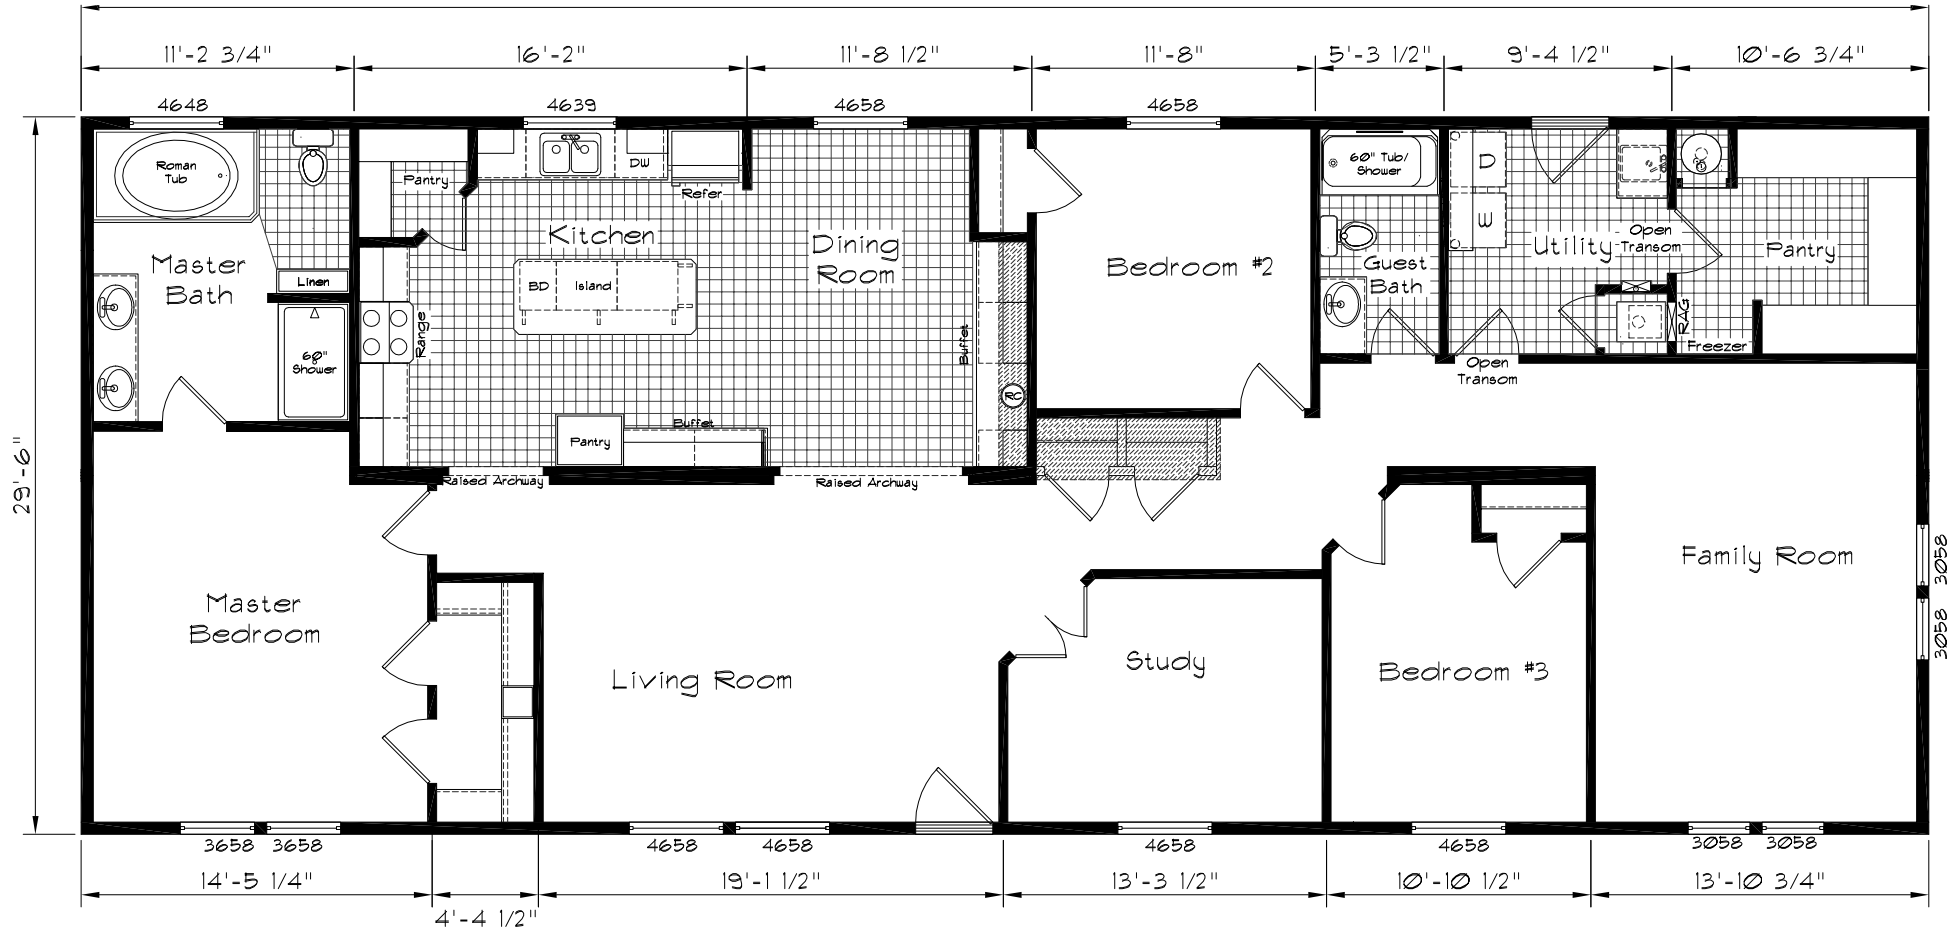 11'-2 3/4"
16'-2"
11'-8 1/2"
11'-8"
5'-3 1/2"
9'-4 1/2"
10'-6 3/4"
4648
4639
4658
4658
Roman
Tub
Pantry
DW
Refer
60" Tub/
Shower
D
W
Kitchen
Dining
Room
Master
Bath
Linen
BD
Island
Range
Buffet
Bedroom #2
Guest
Bath
Utility
Open
Transom
Pantry
RAG
Freezer
60"
Shower
Open
Transom
RC
Pantry
Buffet
Raised Archway
Raised Archway
29'-6"
Master
Bedroom
Living Room
Study
Bedroom #3
Family Room
3058
3058
3658
3658
4658
4658
4658
4658
3058
3058
14'-5 1/4"
4'-4 1/2"
19'-1 1/2"
13'-3 1/2"
10'-10 1/2"
13'-10 3/4"